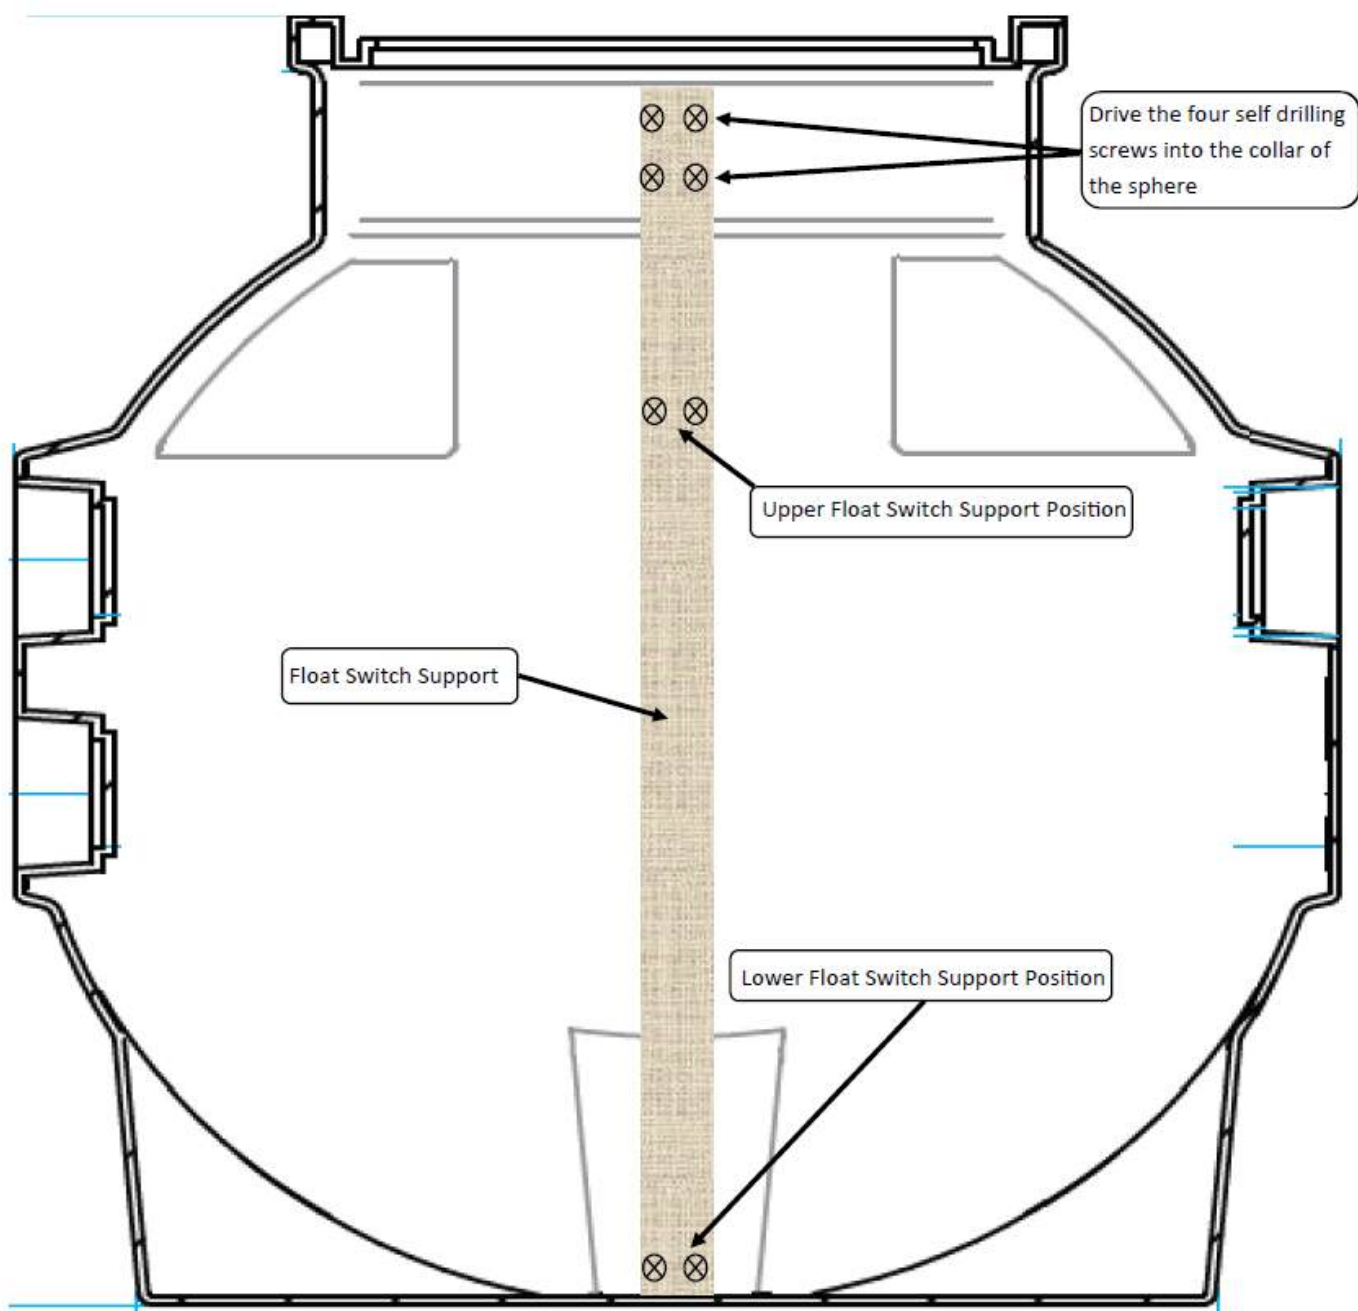 Drive the four self drilling
screws into the collar of
the sphere
Upper Float Switch Support Position
Float Switch Support
Lower Float Switch Support Position